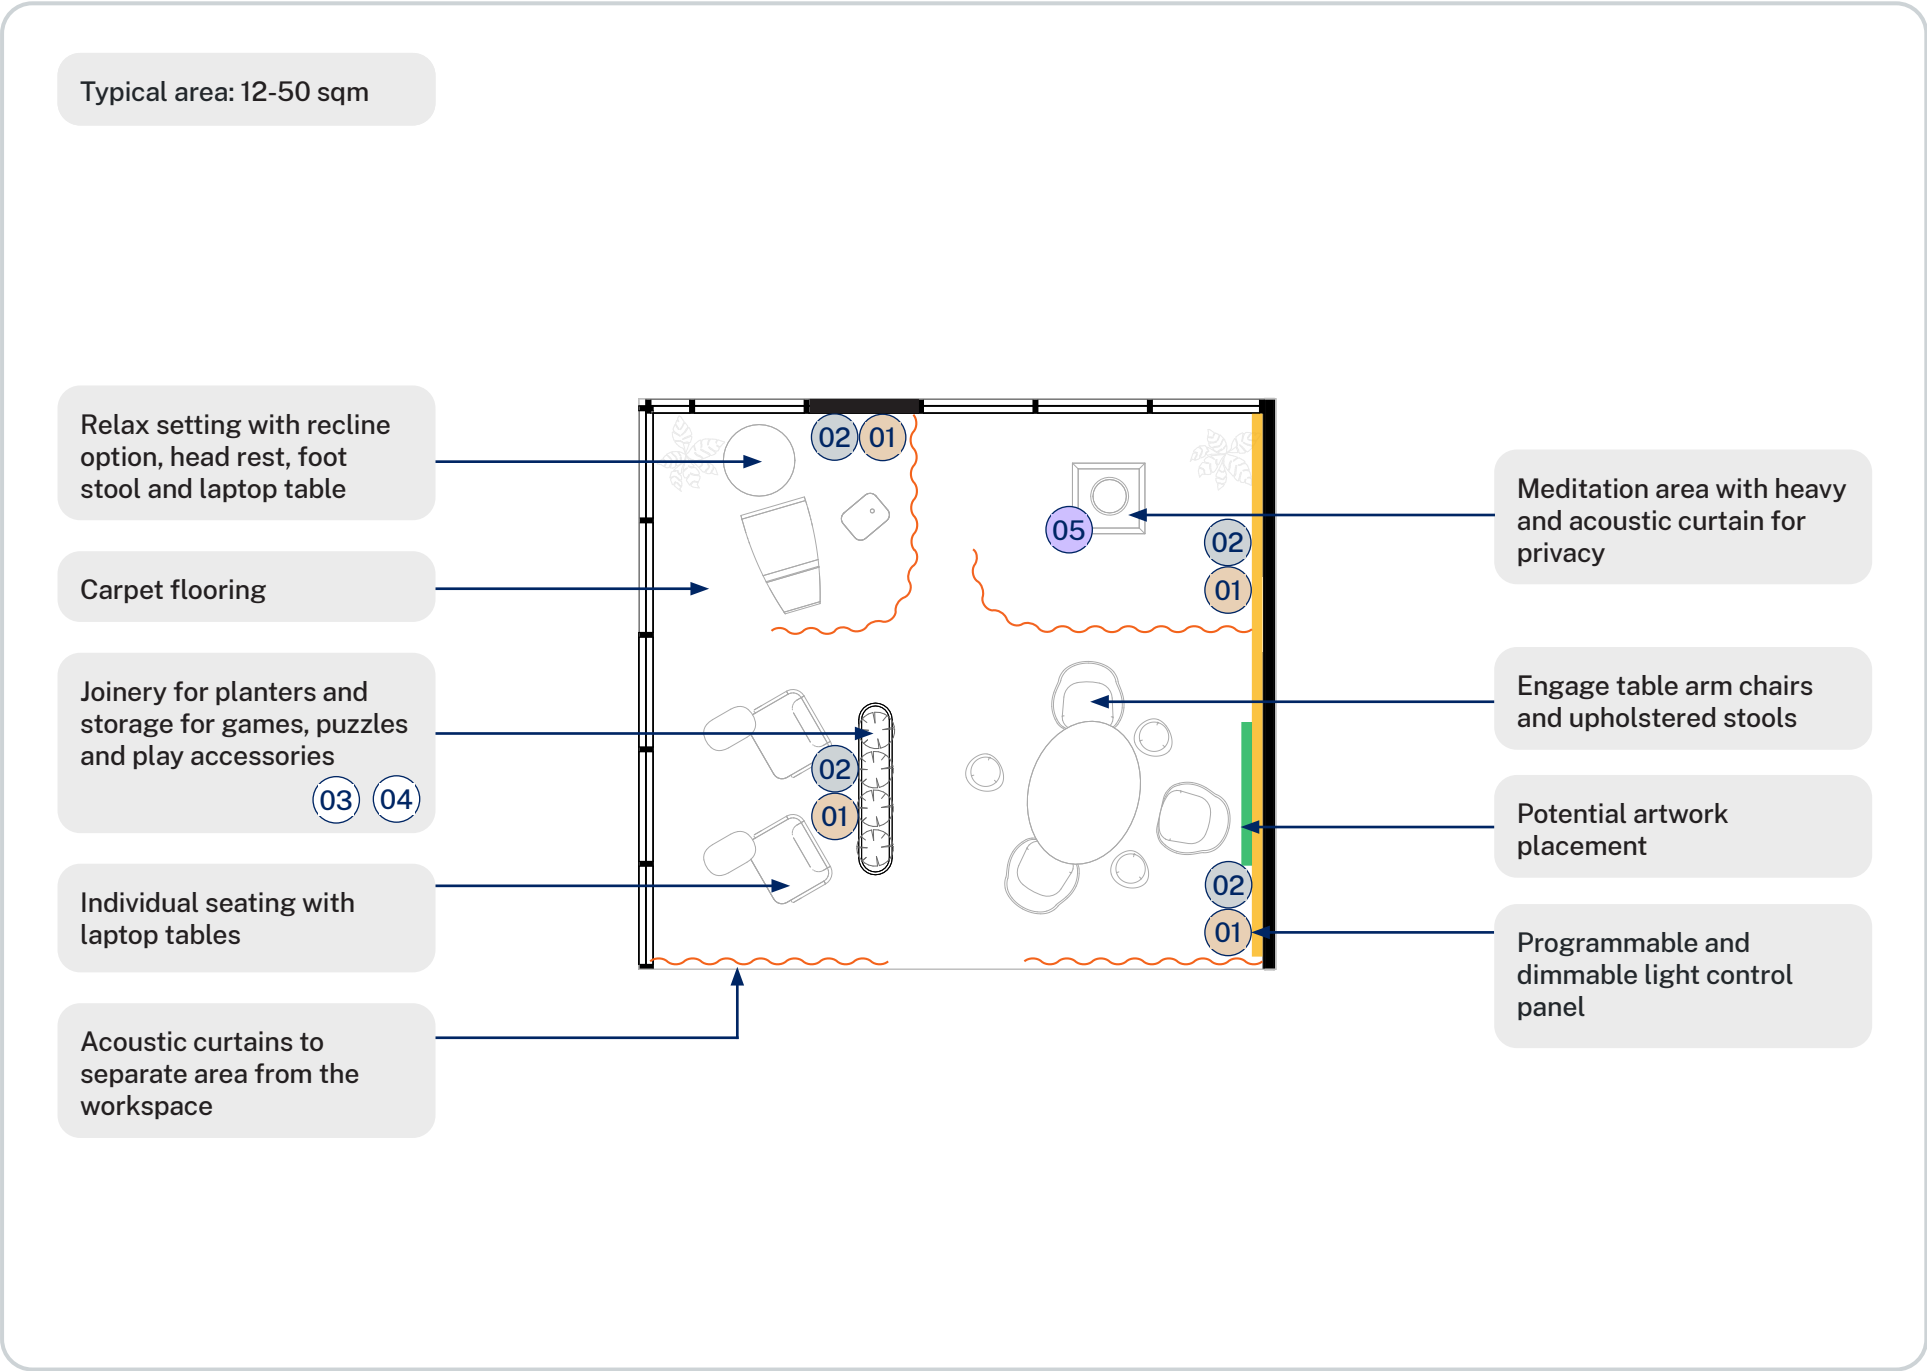 Typical area: 12-50 sqm
Relax setting with recline
option, head rest, foot
stool and laptop table
Carpet flooring
Joinery for planters and
storage for games, puzzles
and play accessories
03 04
Individual seating with
laptop tables
Acoustic curtains to
separate area from the
workspace
02 01
05
02
01
02
01
02
01
Meditation area with heavy
and acoustic curtain for
privacy
Engage table arm chairs
and upholstered stools
Potential artwork
placement
Programmable and
dimmable light control
panel